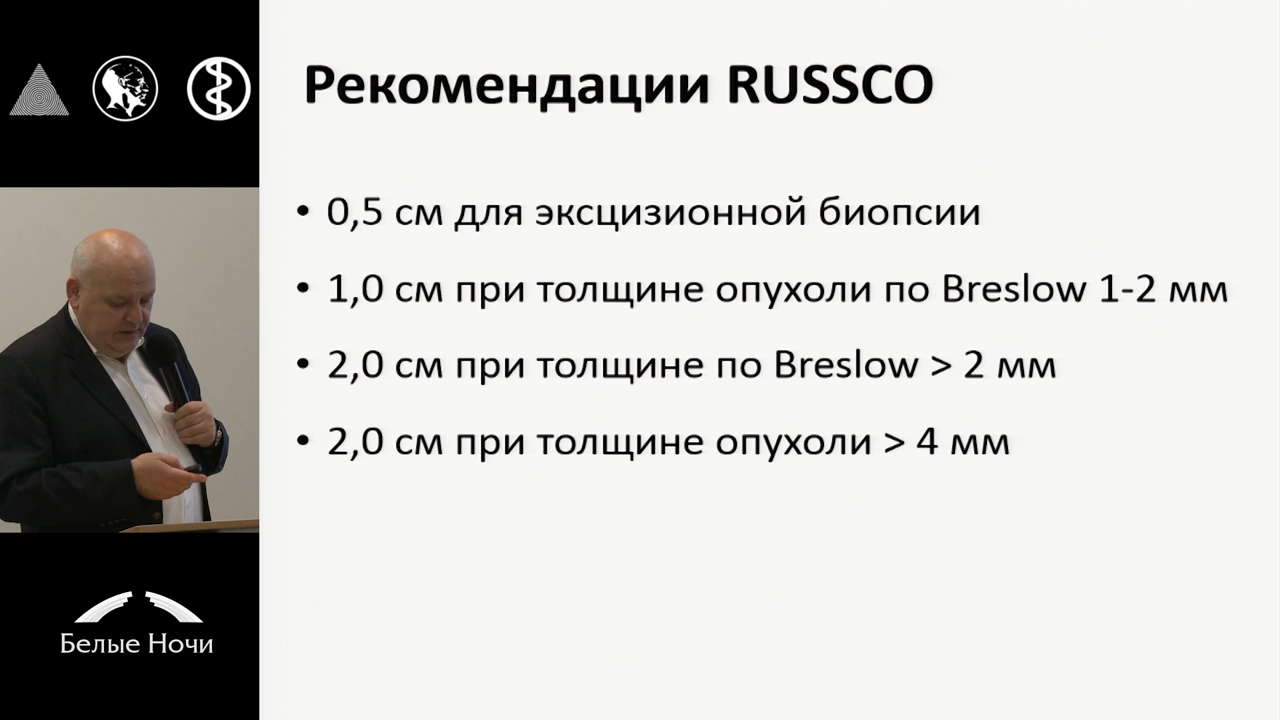 Рекомендации RUSSCO
• 0,5 см для эксцизионной биопсии
• 1,0 см при толщине опухоли по Breslow 1-2 мм
• 2,0 см при толщине по Breslow > 2 мм
• 2,0 см при толщине опухоли > 4 мм
Белые Ночи